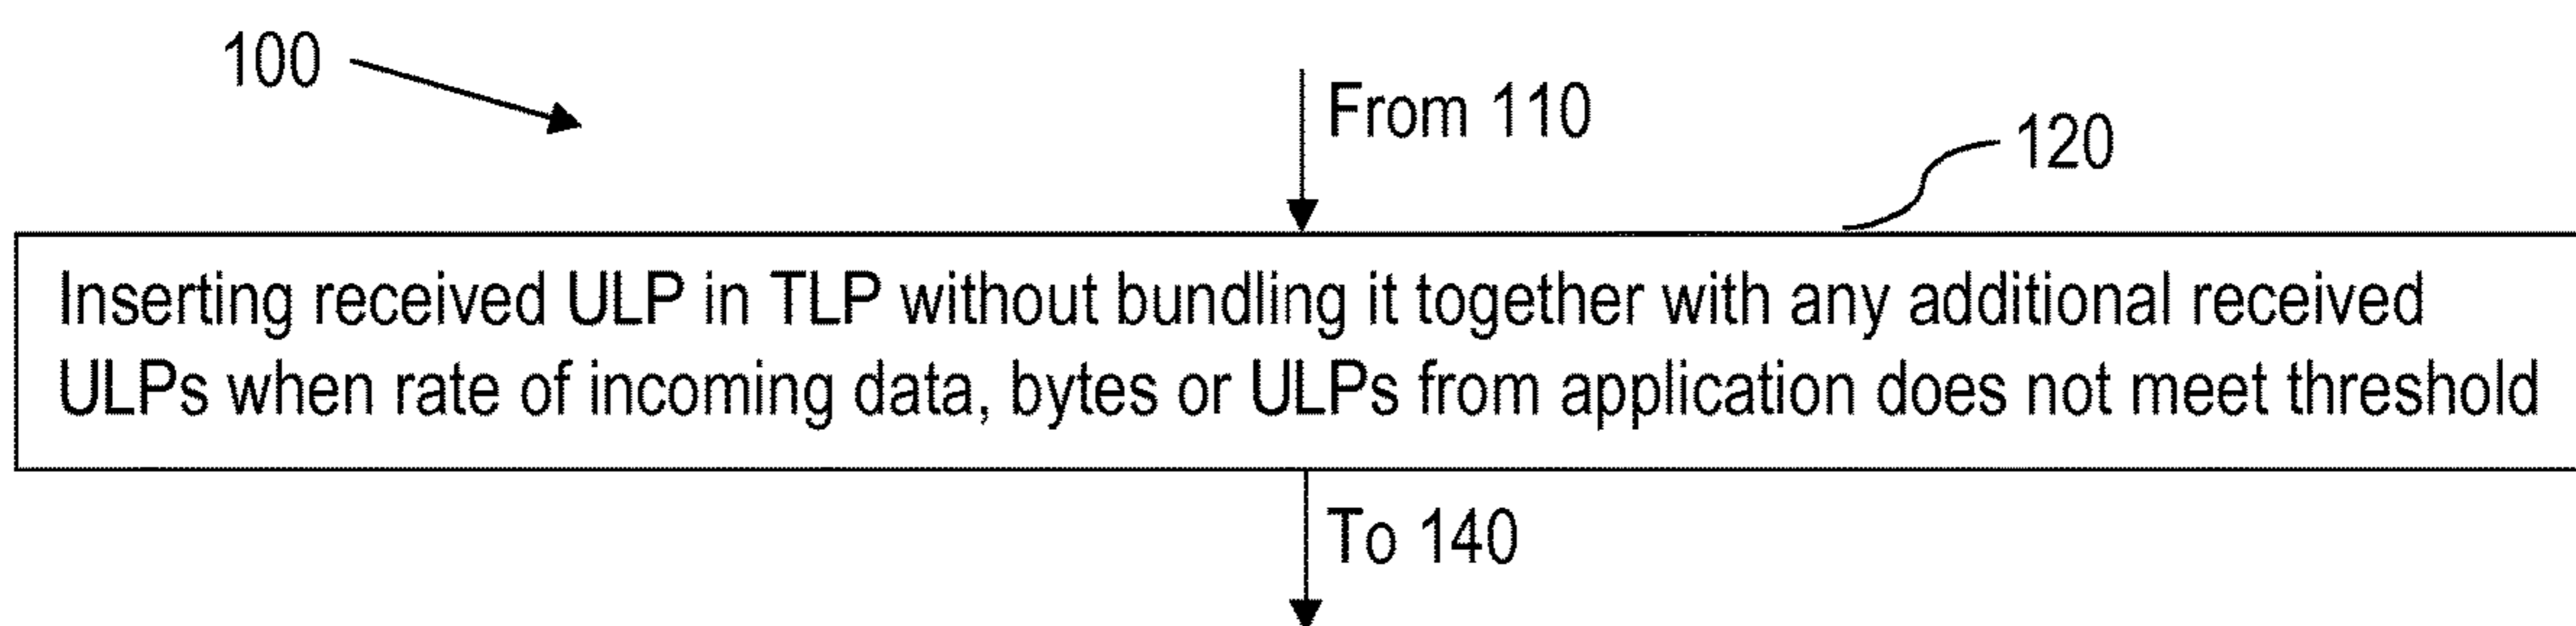 100
From 110
120
Inserting received ULP in TLP without bundling it together with any additional received
ULPs when rate of incoming data, bytes or ULPs from application does not meet threshold
To 140